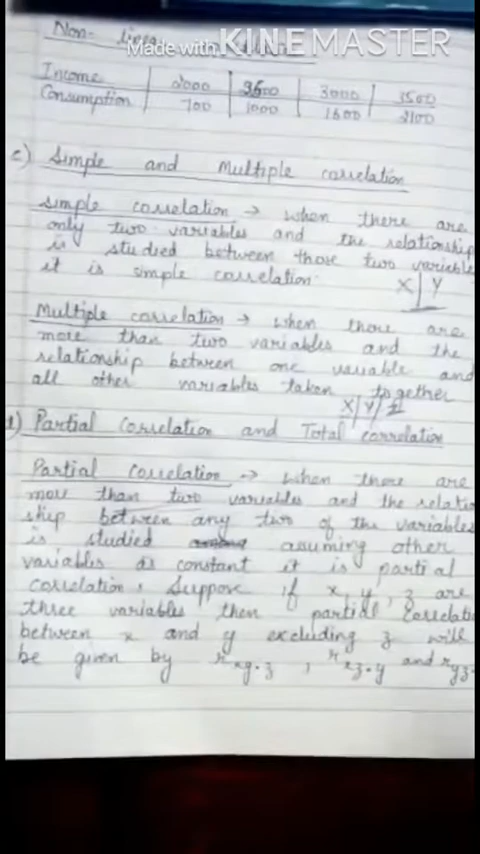 Non- linear
Made with KINEMASTER
Income | 2000 | 3500 | 3000 | 3500
Consumption | 700 | 1000 | 1600 | 2100
c) Simple and Multiple correlation
Simple correlation → when there are
only two variables and the relationship
is studied between those two variable
it is simple correlation.
X | Y
Multiple correlation → when there are
more than two variables and the
relationship between one variable and
all other variables taken together
X | Y | Z
d) Partial Correlation and Total correlation
Partial Correlation → when there are
more than two variables and the relation
ship between any two of the variables
is studied assuming other
variables as constant it is partial
correlation. Suppose if x, y, z are
three variables then partial Correlati
between x and y excluding z will
be given by r xy.z , r xz.y and r yz.